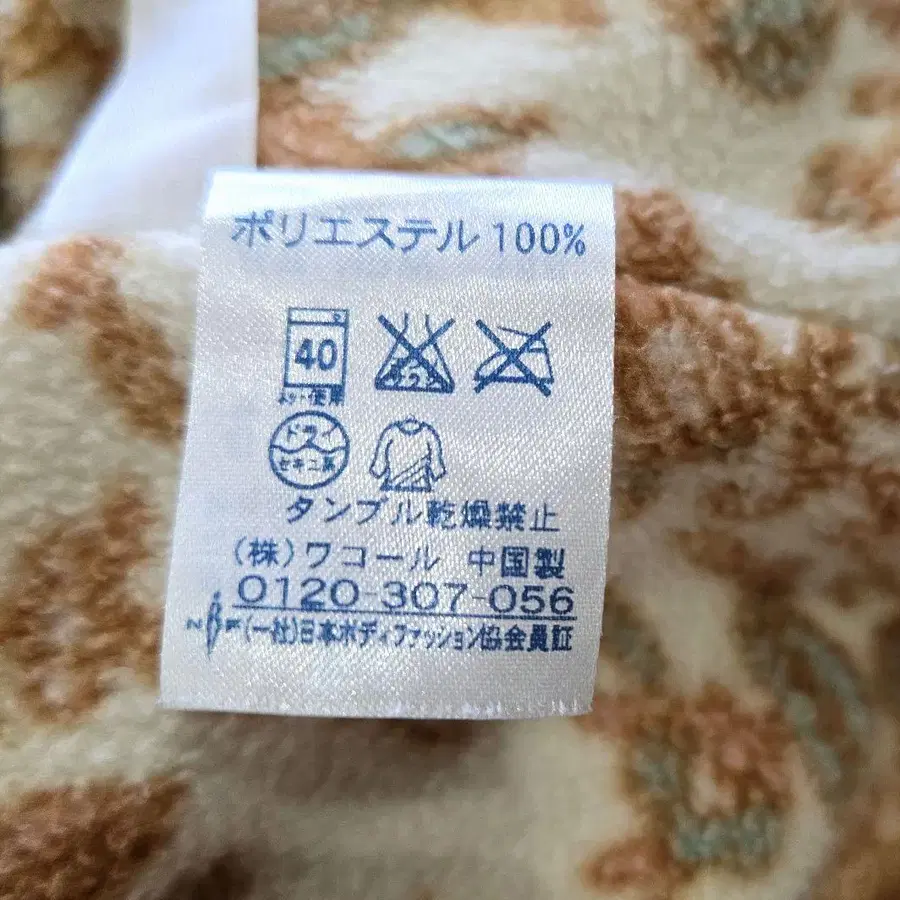 ポリエステル 100%
40
ネット使用
ドライ
セキユ系
タンブル乾燥禁止
(株)ワコール 中国製
0120-307-056
(一社)日本ボディファッション協会員証